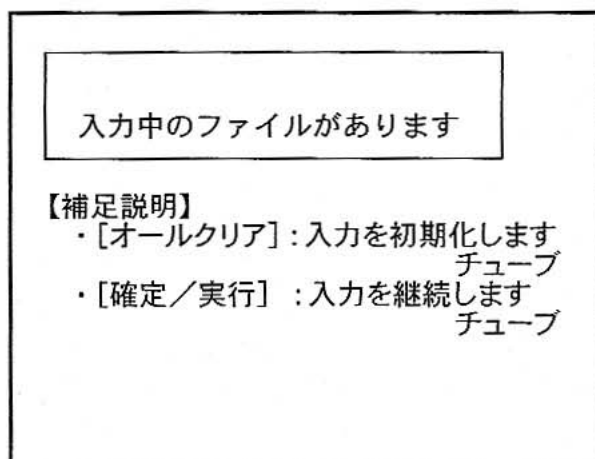 入力中のファイルがあります
【補足説明】
・[オールクリア]:入力を初期化します
チューブ
・[確定／実行] :入力を継続します
チューブ